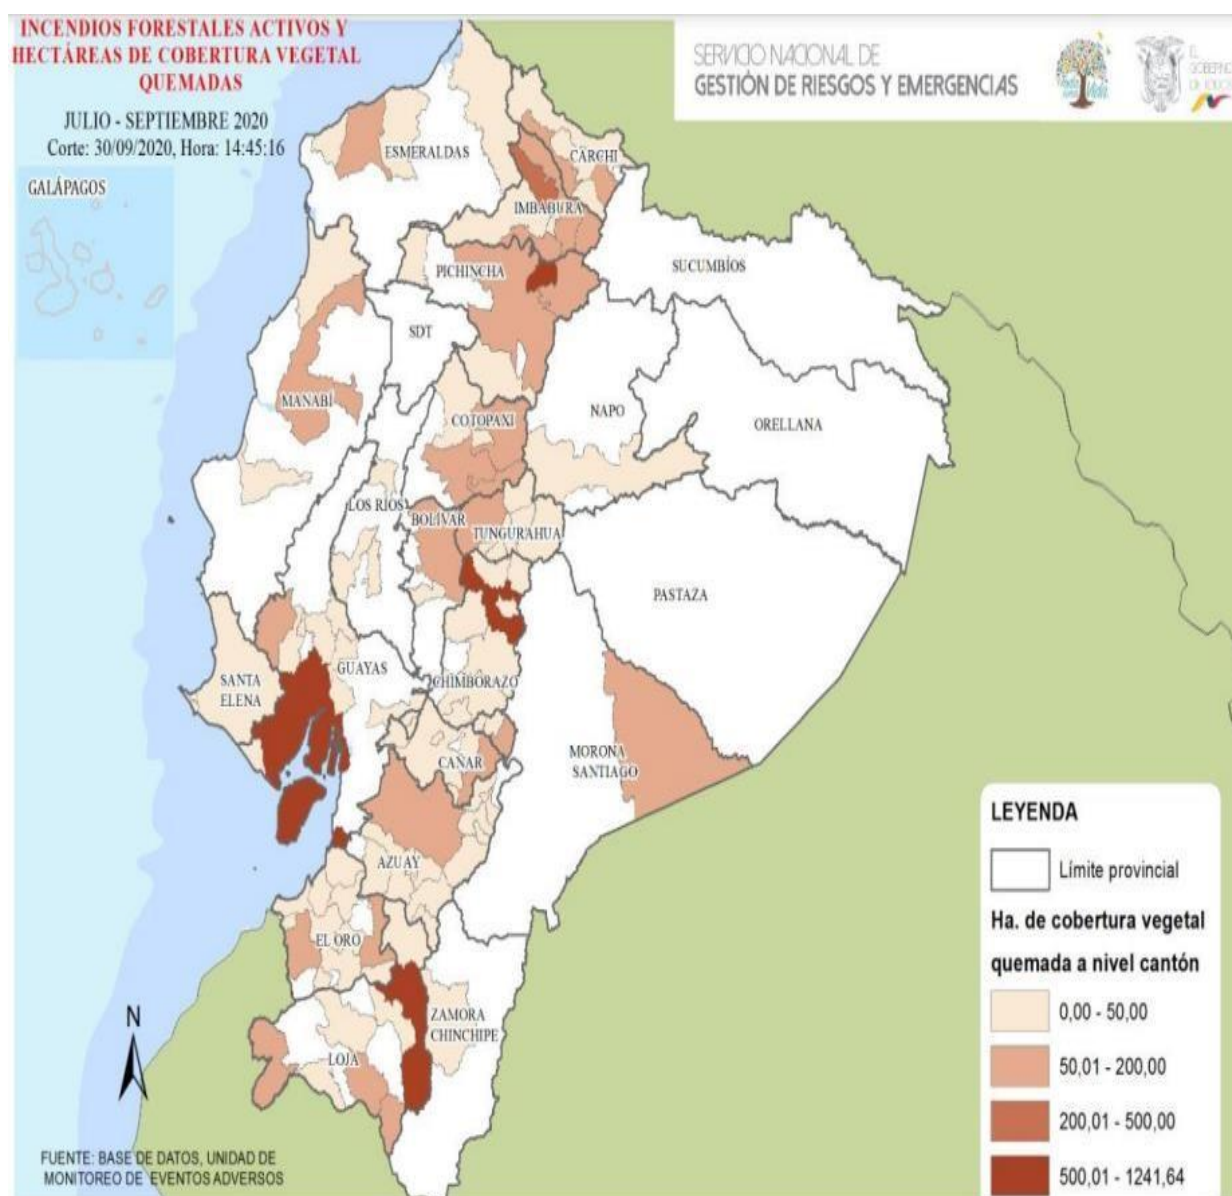 INCENDIOS FORESTALES ACTIVOS Y
HECTÁREAS DE COBERTURA VEGETAL
QUEMADAS
JULIO - SEPTIEMBRE 2020
Corte: 30/09/2020, Hora: 14:45:16
SERVICIO NACIONAL DE
GESTIÓN DE RIESGOS Y EMERGENCIAS
EL
GOBIERNO
DE TODOS
GALÁPAGOS
ESMERALDAS
CARCHI
IMBABURA
PICHINCHA
SUCUMBÍOS
SDT
MANABÍ
COTOPAXI
NAPO
ORELLANA
LOS RÍOS
BOLÍVAR
TUNGURAHUA
PASTAZA
SANTA
ELENA
GUAYAS
CHIMBORAZO
MORONA
SANTIAGO
CAÑAR
AZUAY
EL ORO
ZAMORA
CHINCHIPE
LOJA
N
LEYENDA
Límite provincial
Ha. de cobertura vegetal
quemada a nivel cantón
0,00 - 50,00
50,01 - 200,00
200,01 - 500,00
500,01 - 1241,64
FUENTE: BASE DE DATOS, UNIDAD DE
MONITOREO DE EVENTOS ADVERSOS